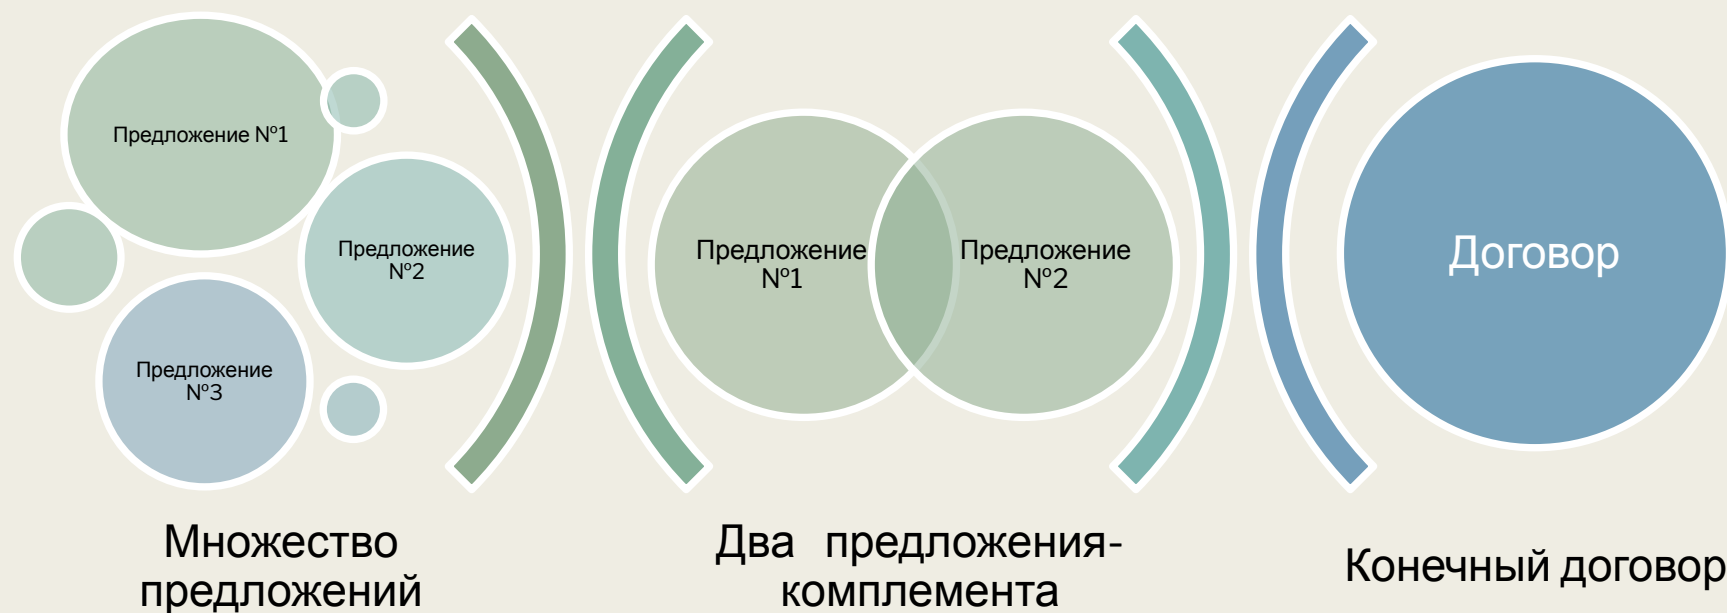 Предложение №1
Предложение
№2
Предложение
№3
Множество
предложений
Предложение
№1
Предложение
№2
Два предложения-
комплемента
Договор
Конечный договор